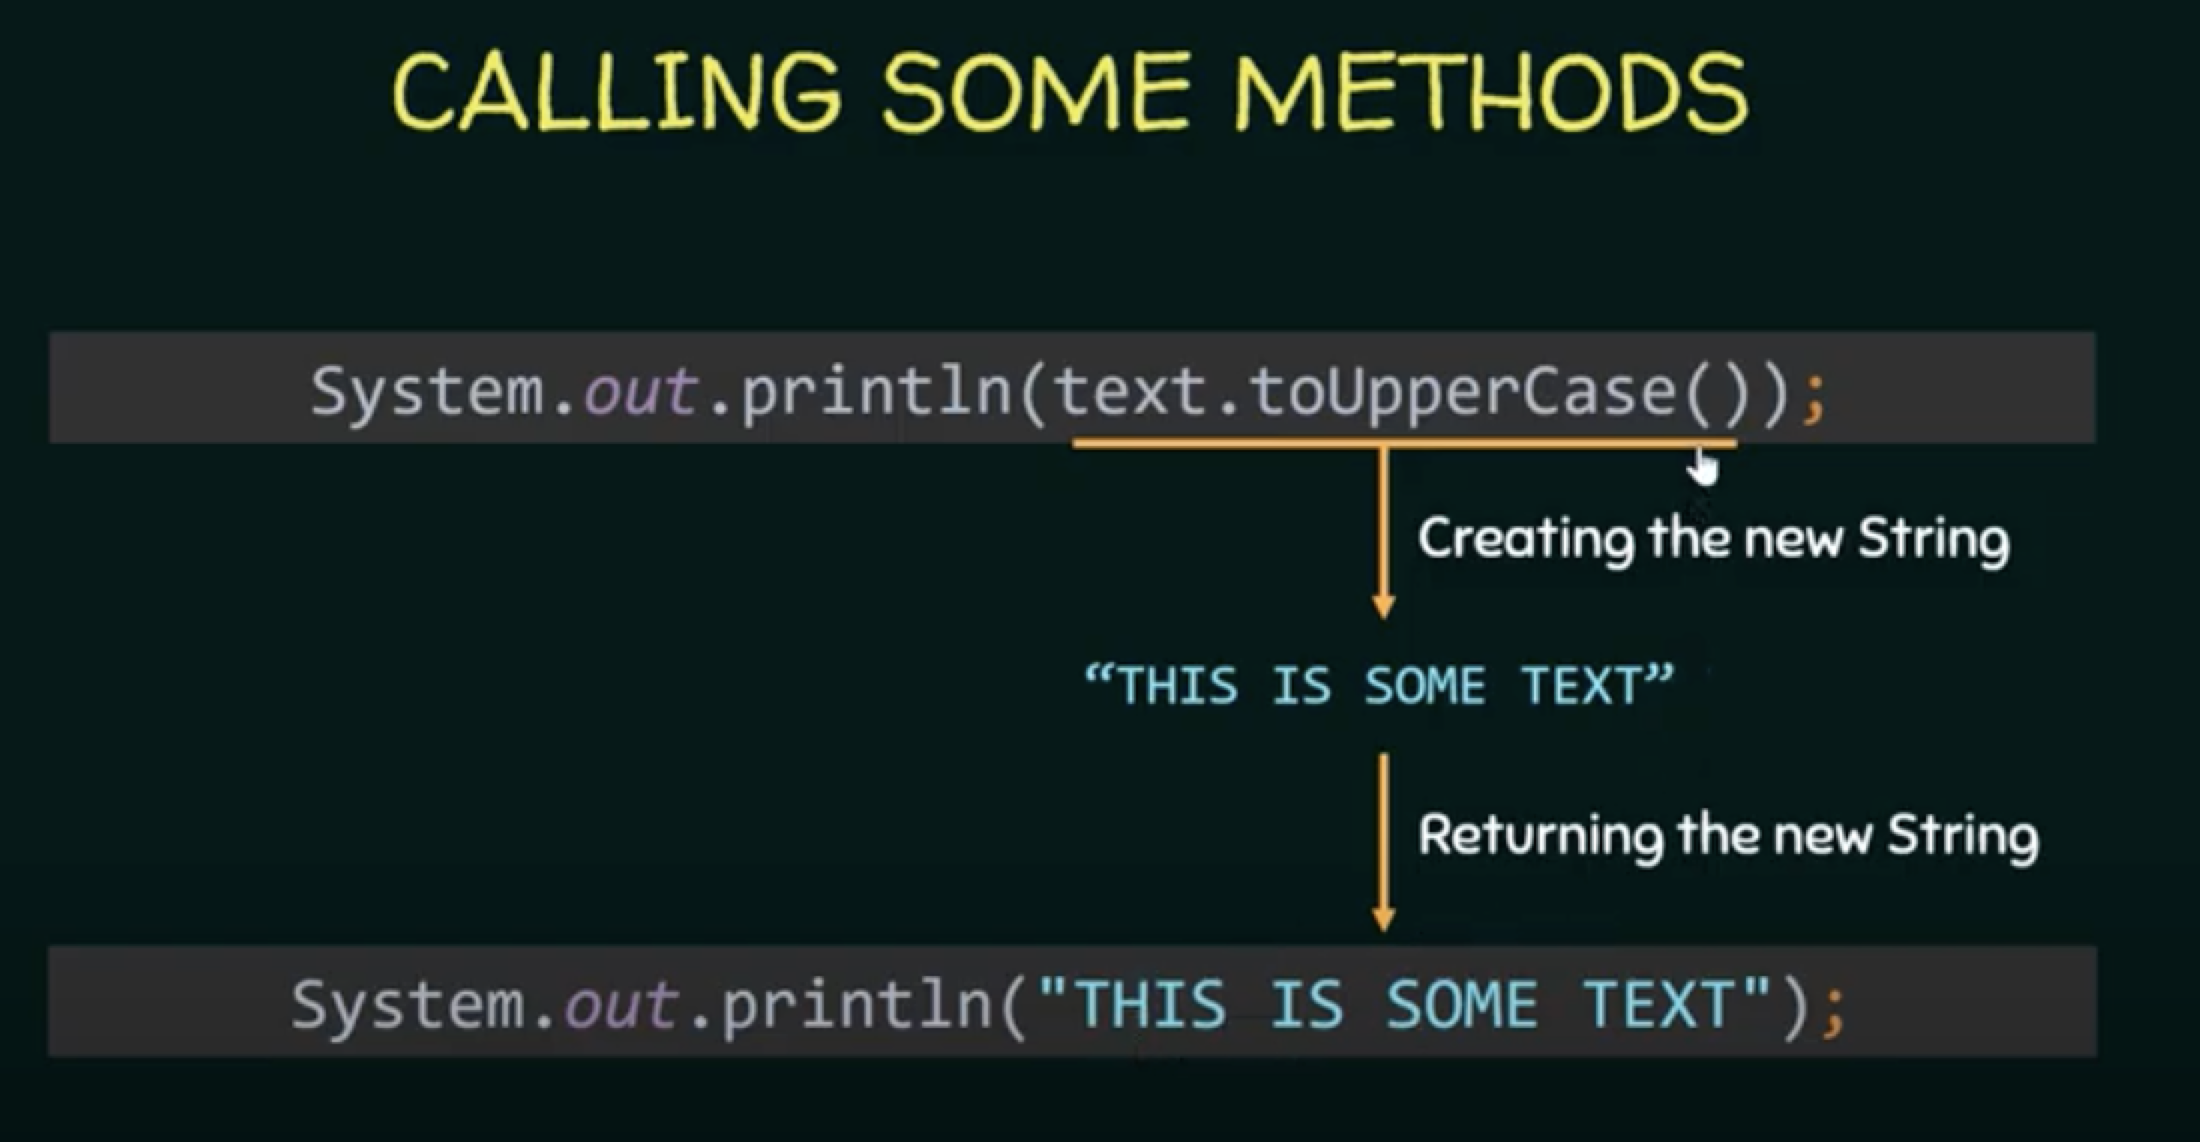 CALLING SOME METHODS
System.out.println(text.toUpperCase());
Creating the new String
“THIS IS SOME TEXT”
Returning the new String
System.out.println("THIS IS SOME TEXT");